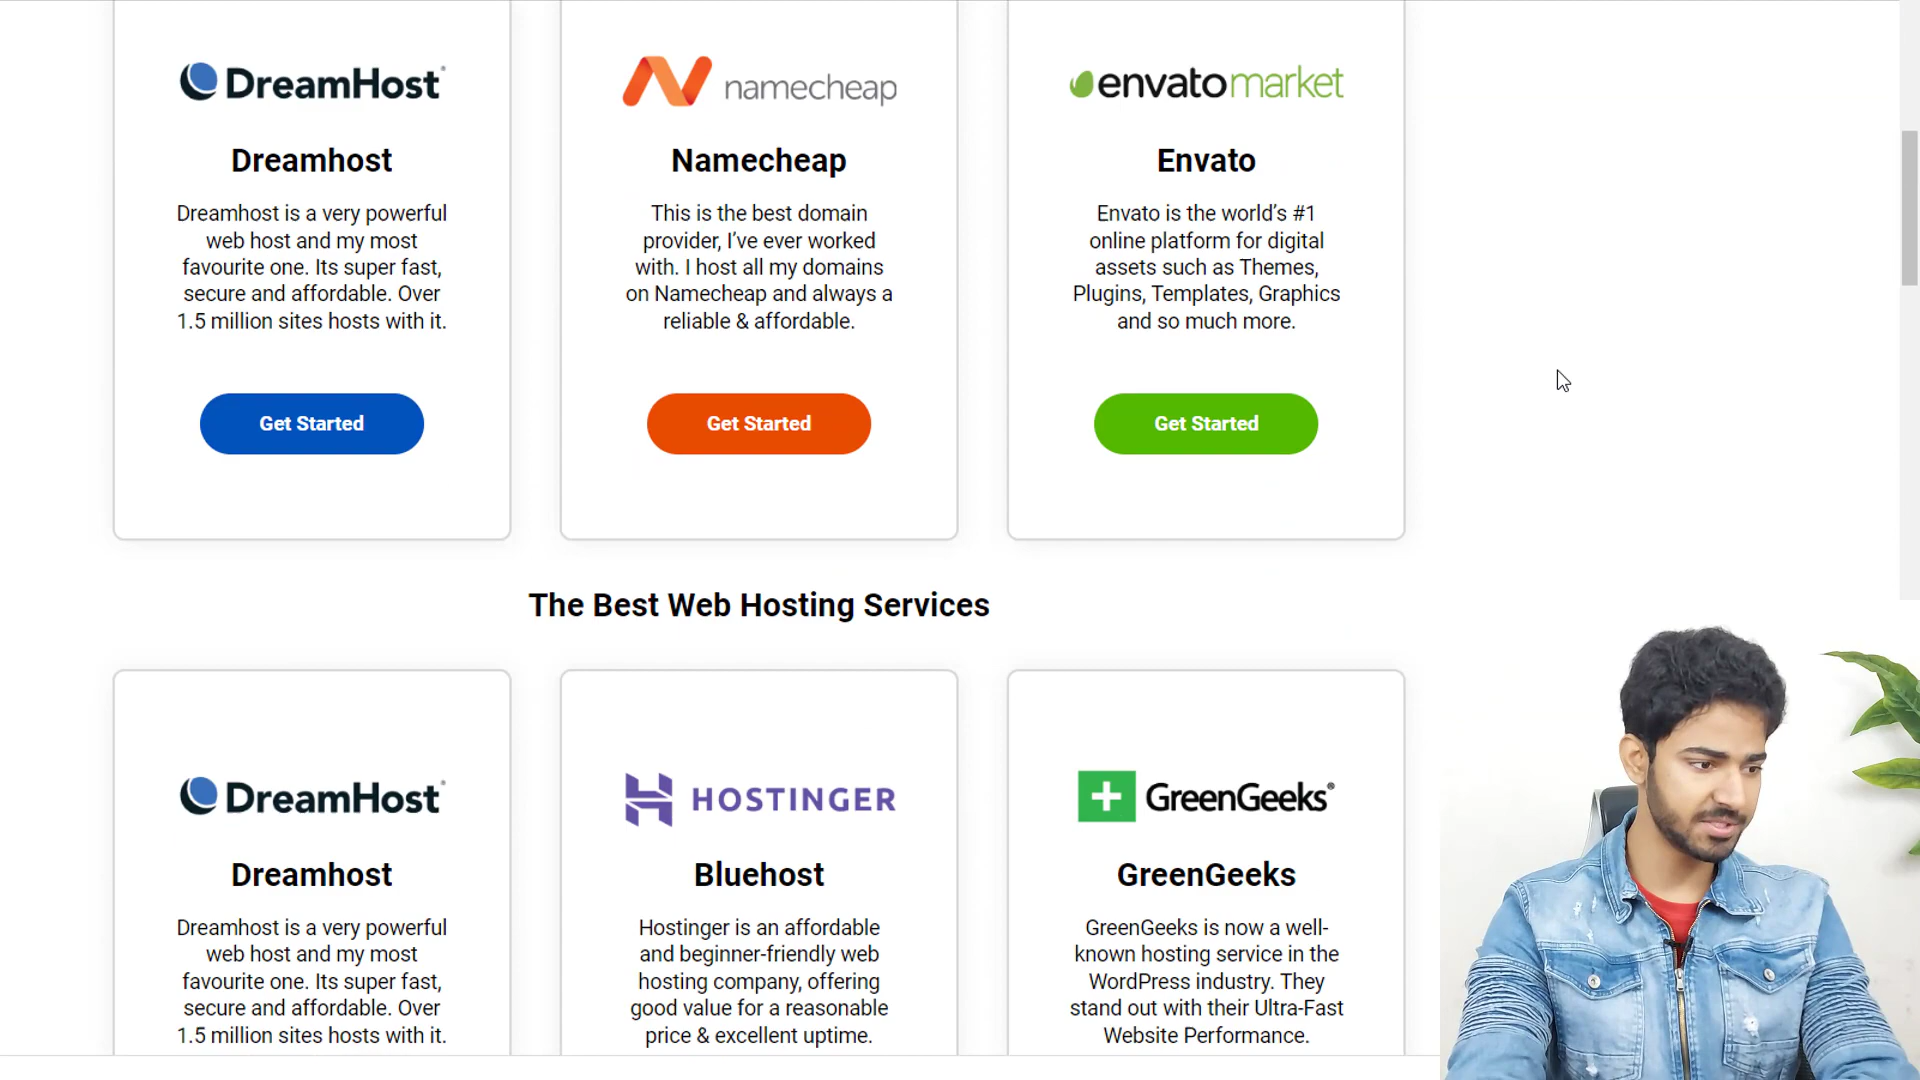 DreamHost
namecheap
envato market
Dreamhost
Namecheap
Envato
Dreamhost is a very powerful
web host and my most
favourite one. Its super fast,
secure and affordable. Over
1.5 million sites hosts with it.
This is the best domain
provider, I’ve ever worked
with. I host all my domains
on Namecheap and always a
reliable & affordable.
Envato is the world’s #1
online platform for digital
assets such as Themes,
Plugins, Templates, Graphics
and so much more.
Get Started
Get Started
Get Started
The Best Web Hosting Services
DreamHost
HOSTINGER
GreenGeeks®
Dreamhost
Bluehost
GreenGeeks
Dreamhost is a very powerful
web host and my most
favourite one. Its super fast,
secure and affordable. Over
1.5 million sites hosts with it.
Hostinger is an affordable
and beginner-friendly web
hosting company, offering
good value for a reasonable
price & excellent uptime.
GreenGeeks is now a well-
known hosting service in the
WordPress industry. They
stand out with their Ultra-Fast
Website Performance.